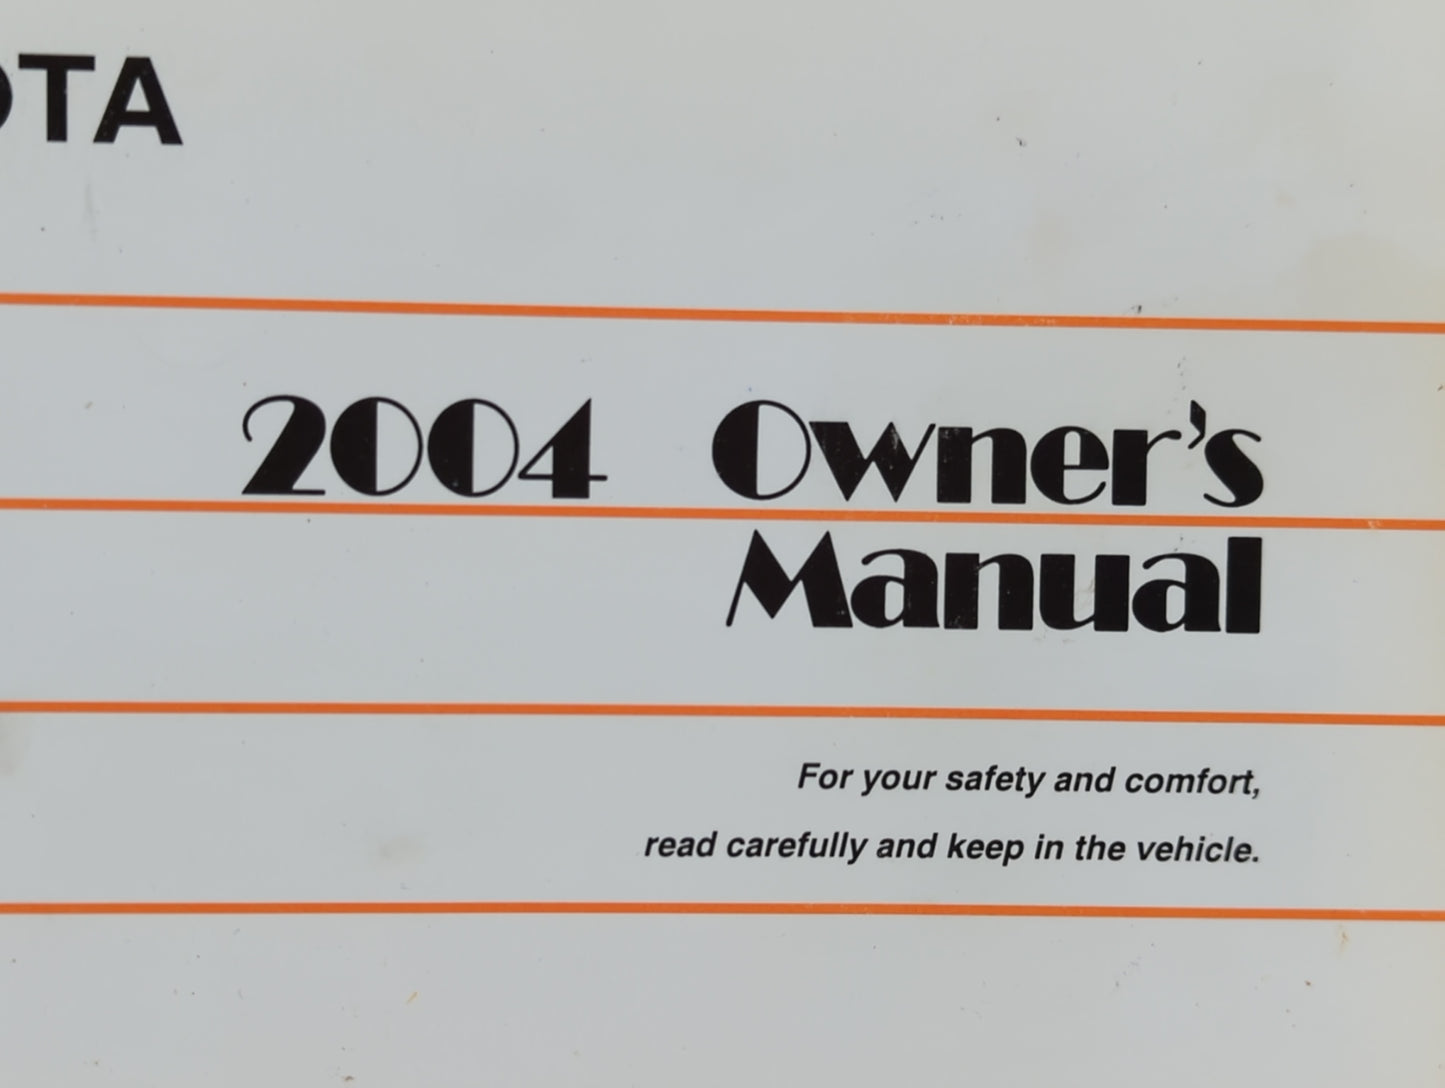 OTA
2004 Owner's
Manual
For your safety and comfort,
read carefully and keep in the vehicle.